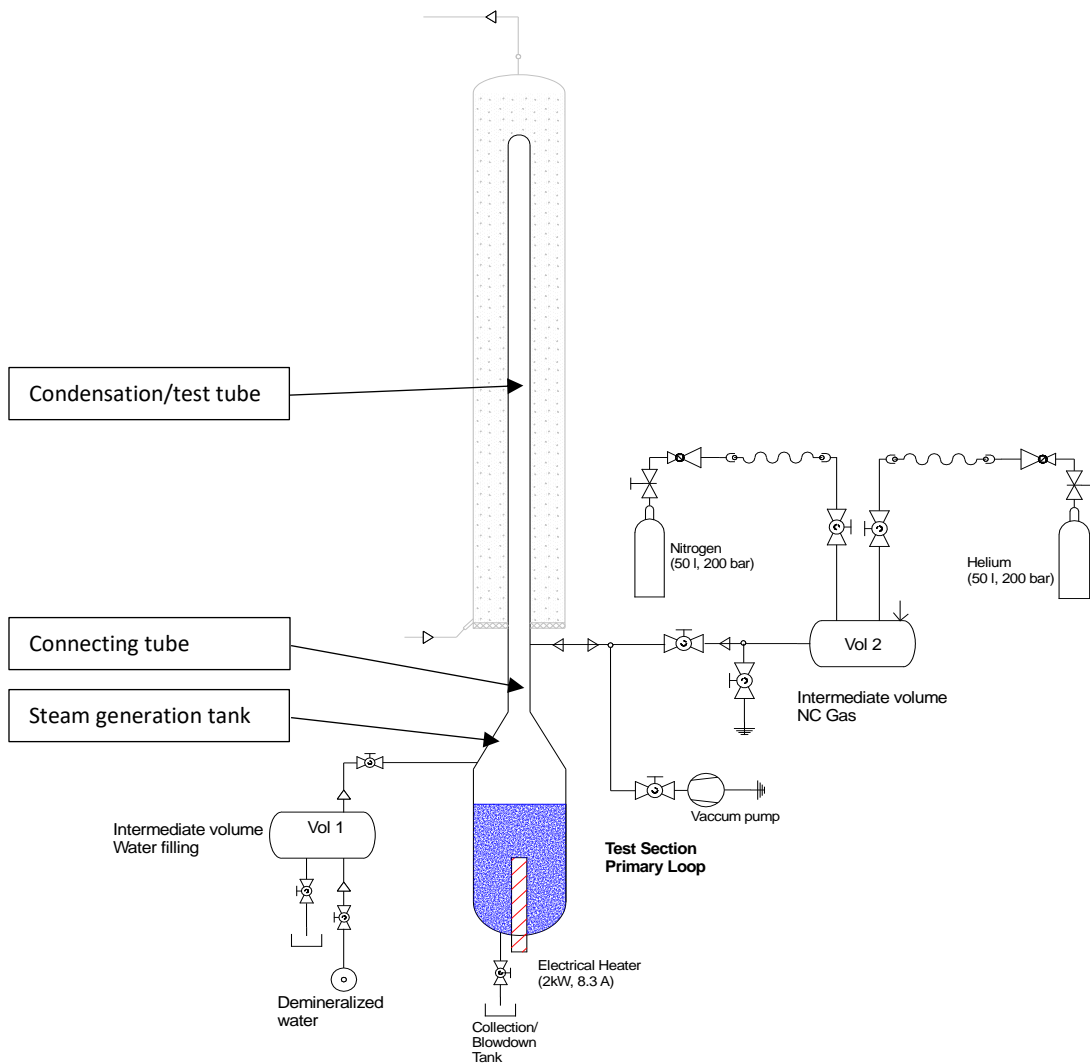 Condensation/test tube
Nitrogen
(50 l, 200 bar)
Helium
(50 l, 200 bar)
Connecting tube
Vol 2
Steam generation tank
Intermediate volume
NC Gas
Vol 1
Intermediate volume
Water filling
Vaccum pump
Test Section
Primary Loop
Electrical Heater
(2kW, 8.3 A)
Demineralized
water
Collection/
Blowdown
Tank